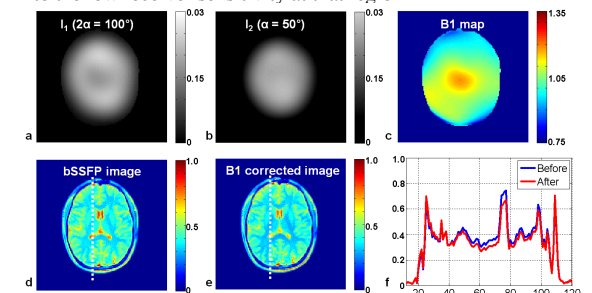 I₁ (2α = 100°)
0.03
0.15
0
a
I₂ (α = 50°)
0.03
0.15
0
b
B1 map
1.35
1.05
0.75
c
bSSFP image
1.0
0.5
0
d
B1 corrected image
1.0
0.5
0
e
1.0
0.8
0.6
0.4
0.2
0
Before
After
f
20 40 60 80 100 120